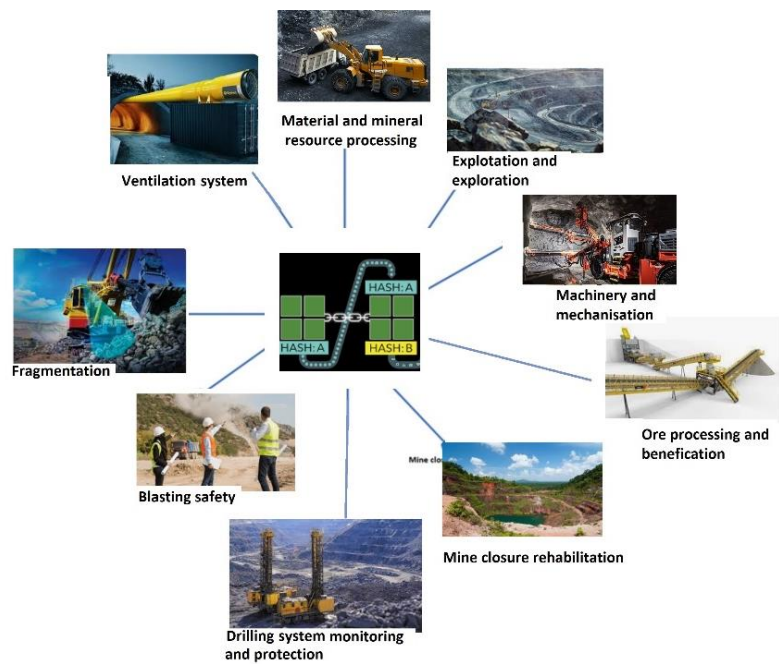 Material and mineral
resource processing
Explotation and
exploration
Ventilation system
Machinery and
mechanisation
HASH: A
HASH: A
HASH: B
Fragmentation
Ore processing and
benefication
Mine clo
Blasting safety
Mine closure rehabilitation
Drilling system monitoring
and protection